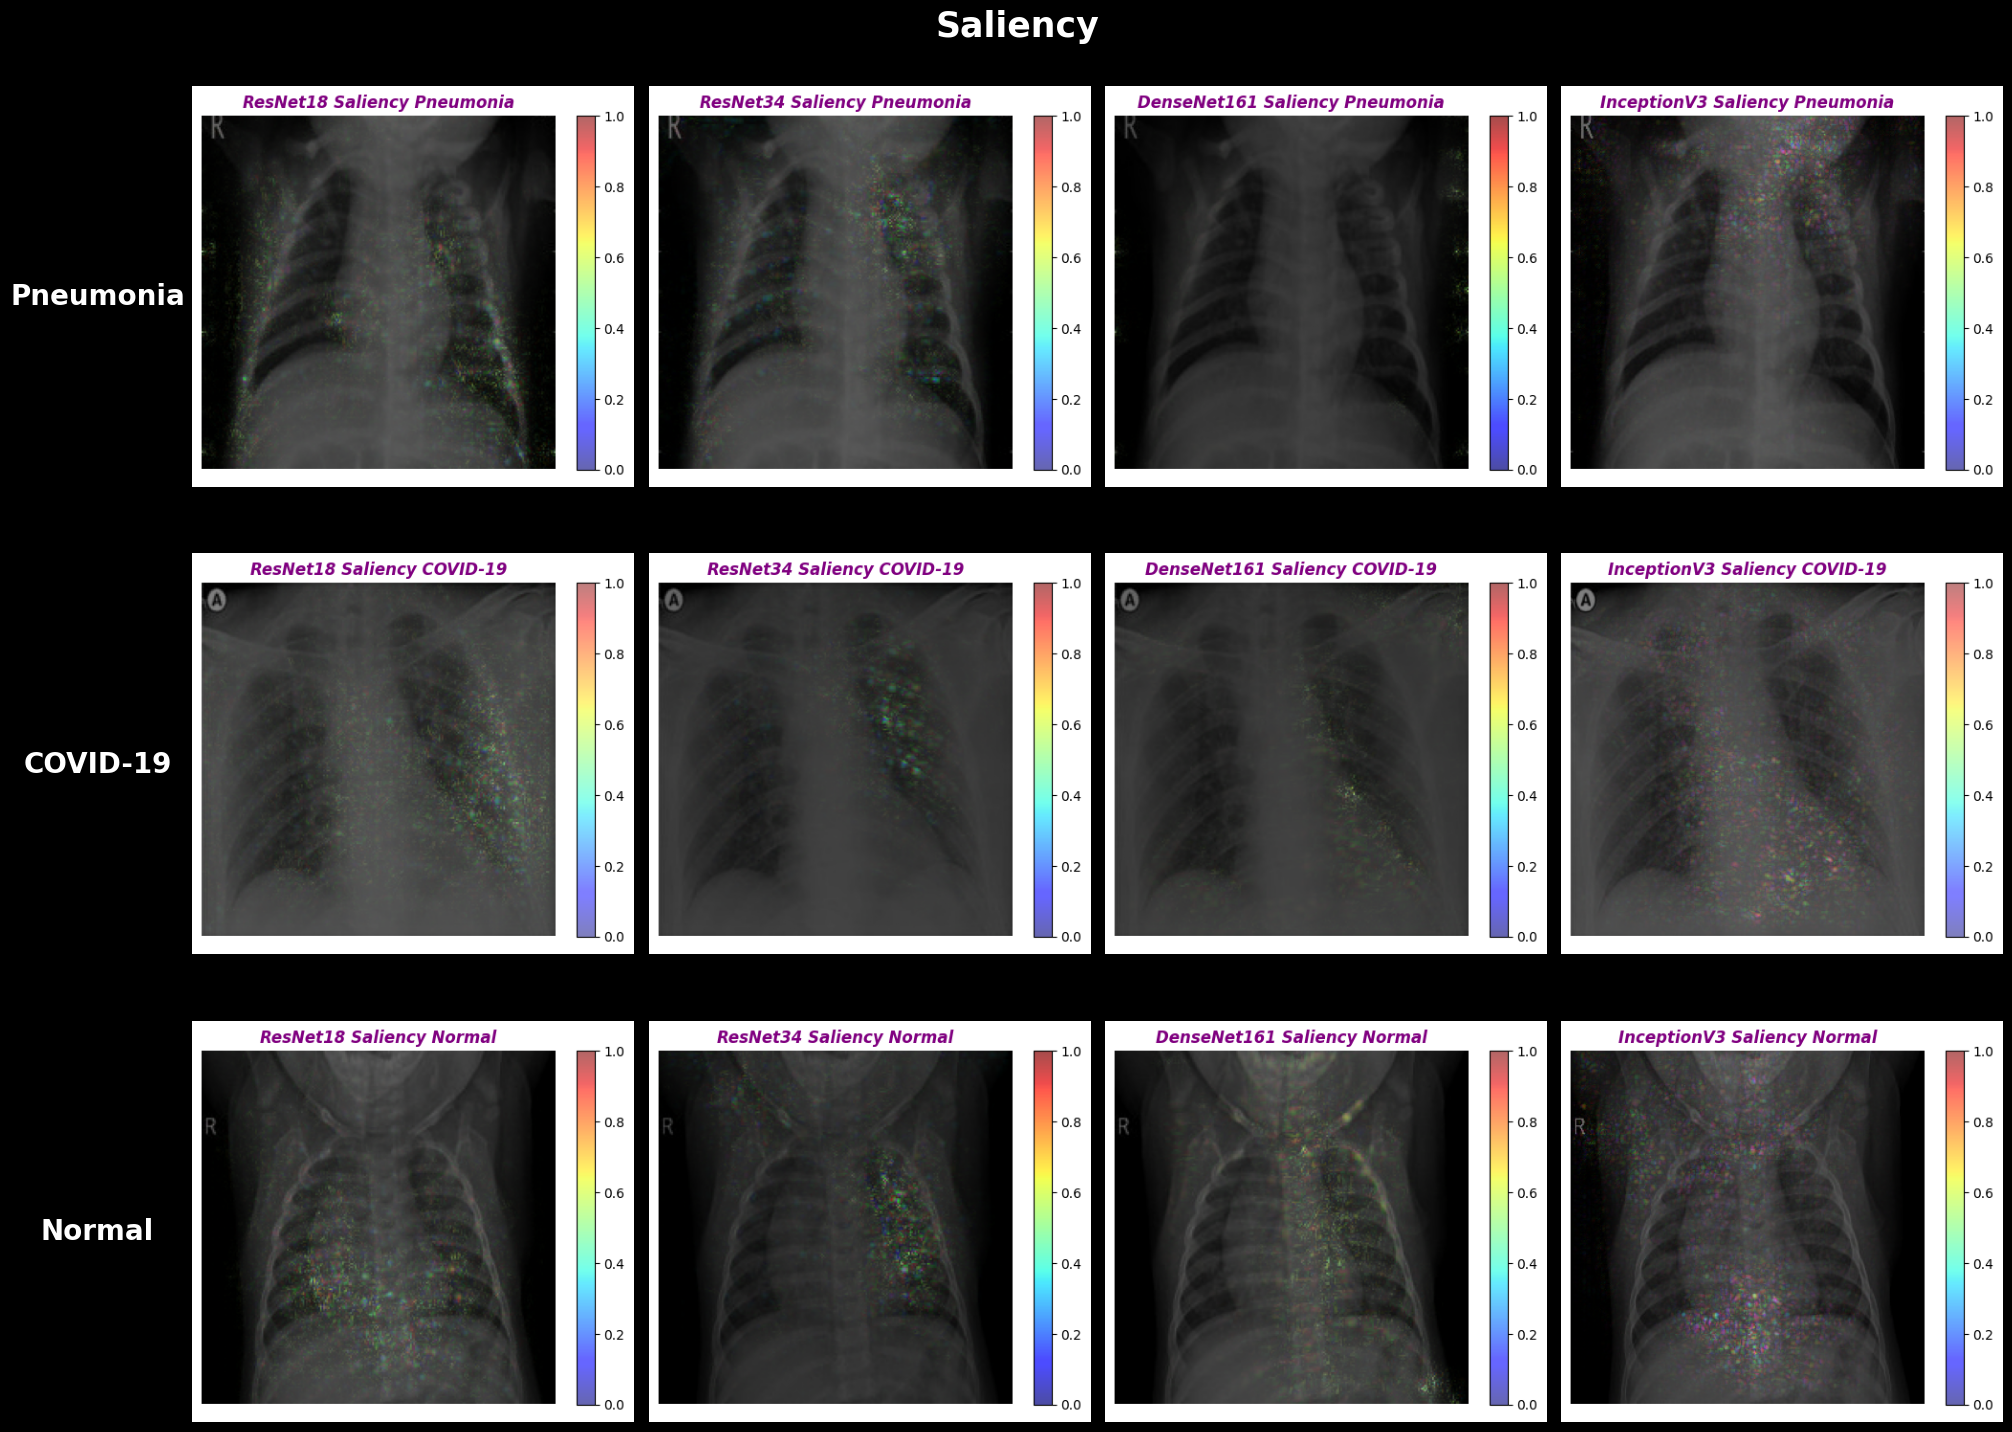 Saliency
Pneumonia
ResNet18 Saliency Pneumonia
R
1.0
0.8
0.6
0.4
0.2
0.0
ResNet34 Saliency Pneumonia
R
1.0
0.8
0.6
0.4
0.2
0.0
DenseNet161 Saliency Pneumonia
R
1.0
0.8
0.6
0.4
0.2
0.0
InceptionV3 Saliency Pneumonia
R
1.0
0.8
0.6
0.4
0.2
0.0
COVID-19
ResNet18 Saliency COVID-19
A
1.0
0.8
0.6
0.4
0.2
0.0
ResNet34 Saliency COVID-19
A
1.0
0.8
0.6
0.4
0.2
0.0
DenseNet161 Saliency COVID-19
A
1.0
0.8
0.6
0.4
0.2
0.0
InceptionV3 Saliency COVID-19
A
1.0
0.8
0.6
0.4
0.2
0.0
Normal
ResNet18 Saliency Normal
R
1.0
0.8
0.6
0.4
0.2
0.0
ResNet34 Saliency Normal
R
1.0
0.8
0.6
0.4
0.2
0.0
DenseNet161 Saliency Normal
R
1.0
0.8
0.6
0.4
0.2
0.0
InceptionV3 Saliency Normal
R
1.0
0.8
0.6
0.4
0.2
0.0